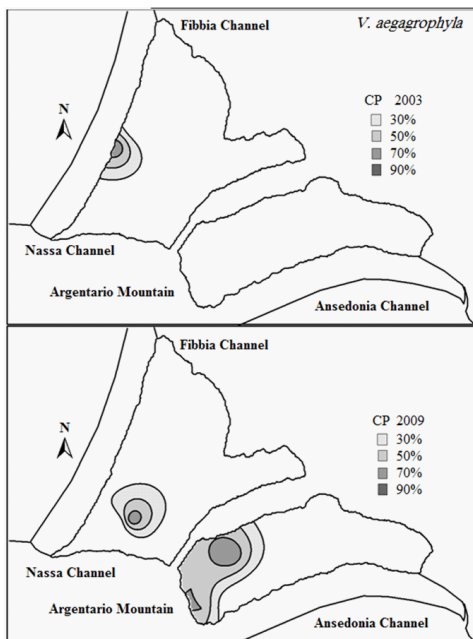 Fibbia Channel
V. aegagrophyla
N
CP 2003
30%
50%
70%
90%
Nassa Channel
Argentario Mountain
Ansedonia Channel
Fibbia Channel
N
CP 2009
30%
50%
70%
90%
Nassa Channel
Argentario Mountain
Ansedonia Channel